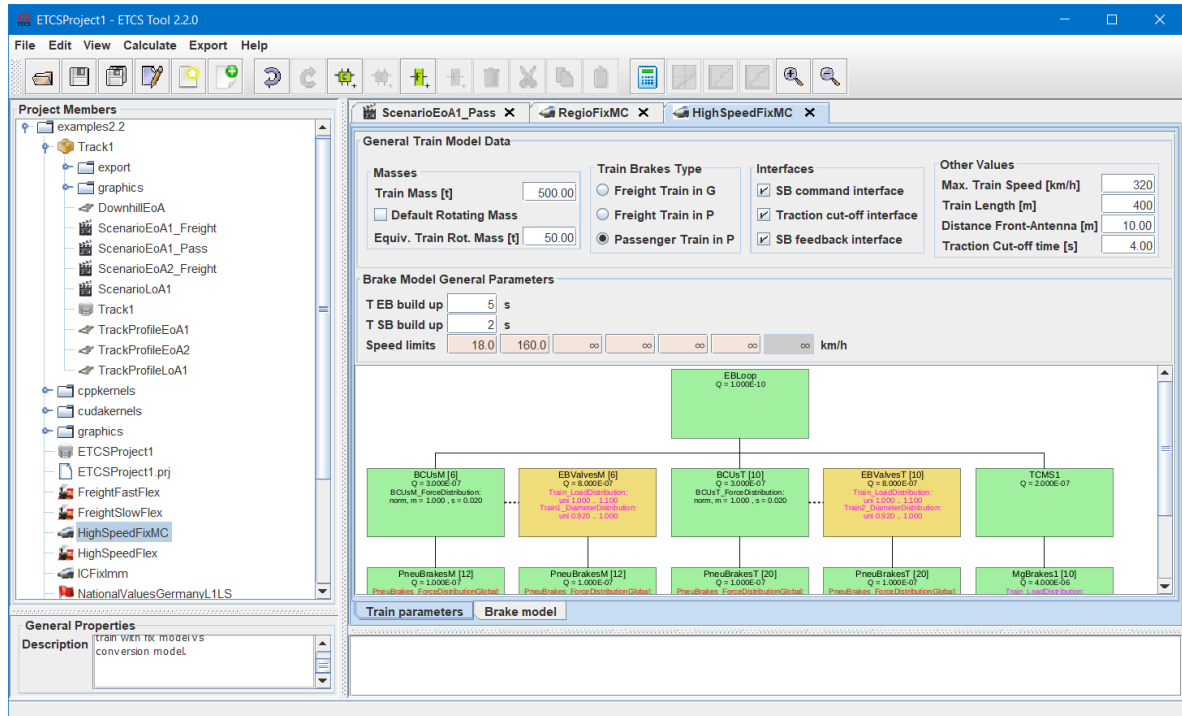 ETCSProject1 - ETCS Tool 2.2.0
File Edit View Calculate Export Help
Project Members
examples2.2
Track1
export
graphics
DownhillEoA
ScenarioEoA1_Freight
ScenarioEoA1_Pass
ScenarioEoA2_Freight
ScenarioLoA1
Track1
TrackProfileEoA1
TrackProfileEoA2
TrackProfileLoA1
cppkernels
cudakernels
graphics
ETCSProject1
ETCSProject1.prj
FreightFastFlex
FreightSlowFlex
HighSpeedFixMC
HighSpeedFlex
ICFixImm
NationalValuesGermanyL1LS
General Properties
Description
train with fix model vs
conversion model.
ScenarioEoA1_Pass RegioFixMC HighSpeedFixMC
General Train Model Data
Masses
Train Mass [t] 500.00
Default Rotating Mass
Equiv. Train Rot. Mass [t] 50.00
Train Brakes Type
Freight Train in G
Freight Train in P
Passenger Train in P
Interfaces
SB command interface
Traction cut-off interface
SB feedback interface
Other Values
Max. Train Speed [km/h] 320
Train Length [m] 400
Distance Front-Antenna [m] 10.00
Traction Cut-off time [s] 4.00
Brake Model General Parameters
T EB build up 5 s
T SB build up 2 s
Speed limits 18.0 160.0 ∞ ∞ ∞ ∞ ∞ km/h
EBLoop
Q = 1.000E-10
BCUsM [6]
Q = 3.000E-07
BCUsM_ForceDistribution:
norm, m = 1.000 , s = 0.020
EBValvesM [6]
Q = 8.000E-07
Train_LoadDistribution:
uni 1.000 .. 1.100
Train1_DiameterDistribution:
uni 0.920 .. 1.000
BCUsT [10]
Q = 3.000E-07
BCUsT_ForceDistribution:
norm, m = 1.000 , s = 0.020
EBValvesT [10]
Q = 8.000E-07
Train_LoadDistribution:
uni 1.000 .. 1.100
Train2_DiameterDistribution:
uni 0.920 .. 1.000
TCMS1
Q = 2.000E-07
PneuBrakesM [12]
Q = 1.000E-07
PneuBrakes_ForceDistributionGlobal:
PneuBrakesM [12]
Q = 1.000E-07
PneuBrakes_ForceDistributionGlobal:
PneuBrakesT [20]
Q = 1.000E-07
PneuBrakes_ForceDistributionGlobal:
PneuBrakesT [20]
Q = 1.000E-07
PneuBrakes_ForceDistributionGlobal:
MgBrakes1 [10]
Q = 4.000E-06
Train_LoadDistribution:
Train parameters Brake model